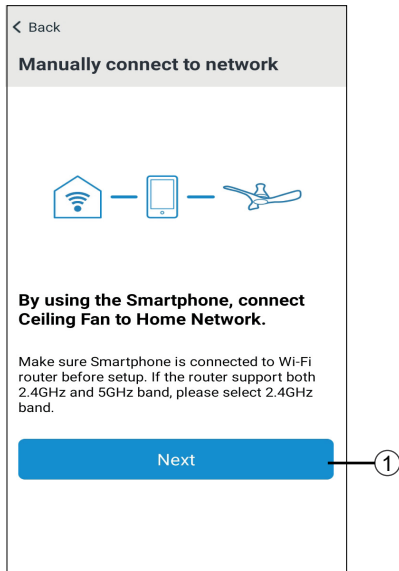 Back
Manually connect to network
By using the Smartphone, connect
Ceiling Fan to Home Network.
Make sure Smartphone is connected to Wi-Fi
router before setup. If the router support both
2.4GHz and 5GHz band, please select 2.4GHz
band.
Next
1